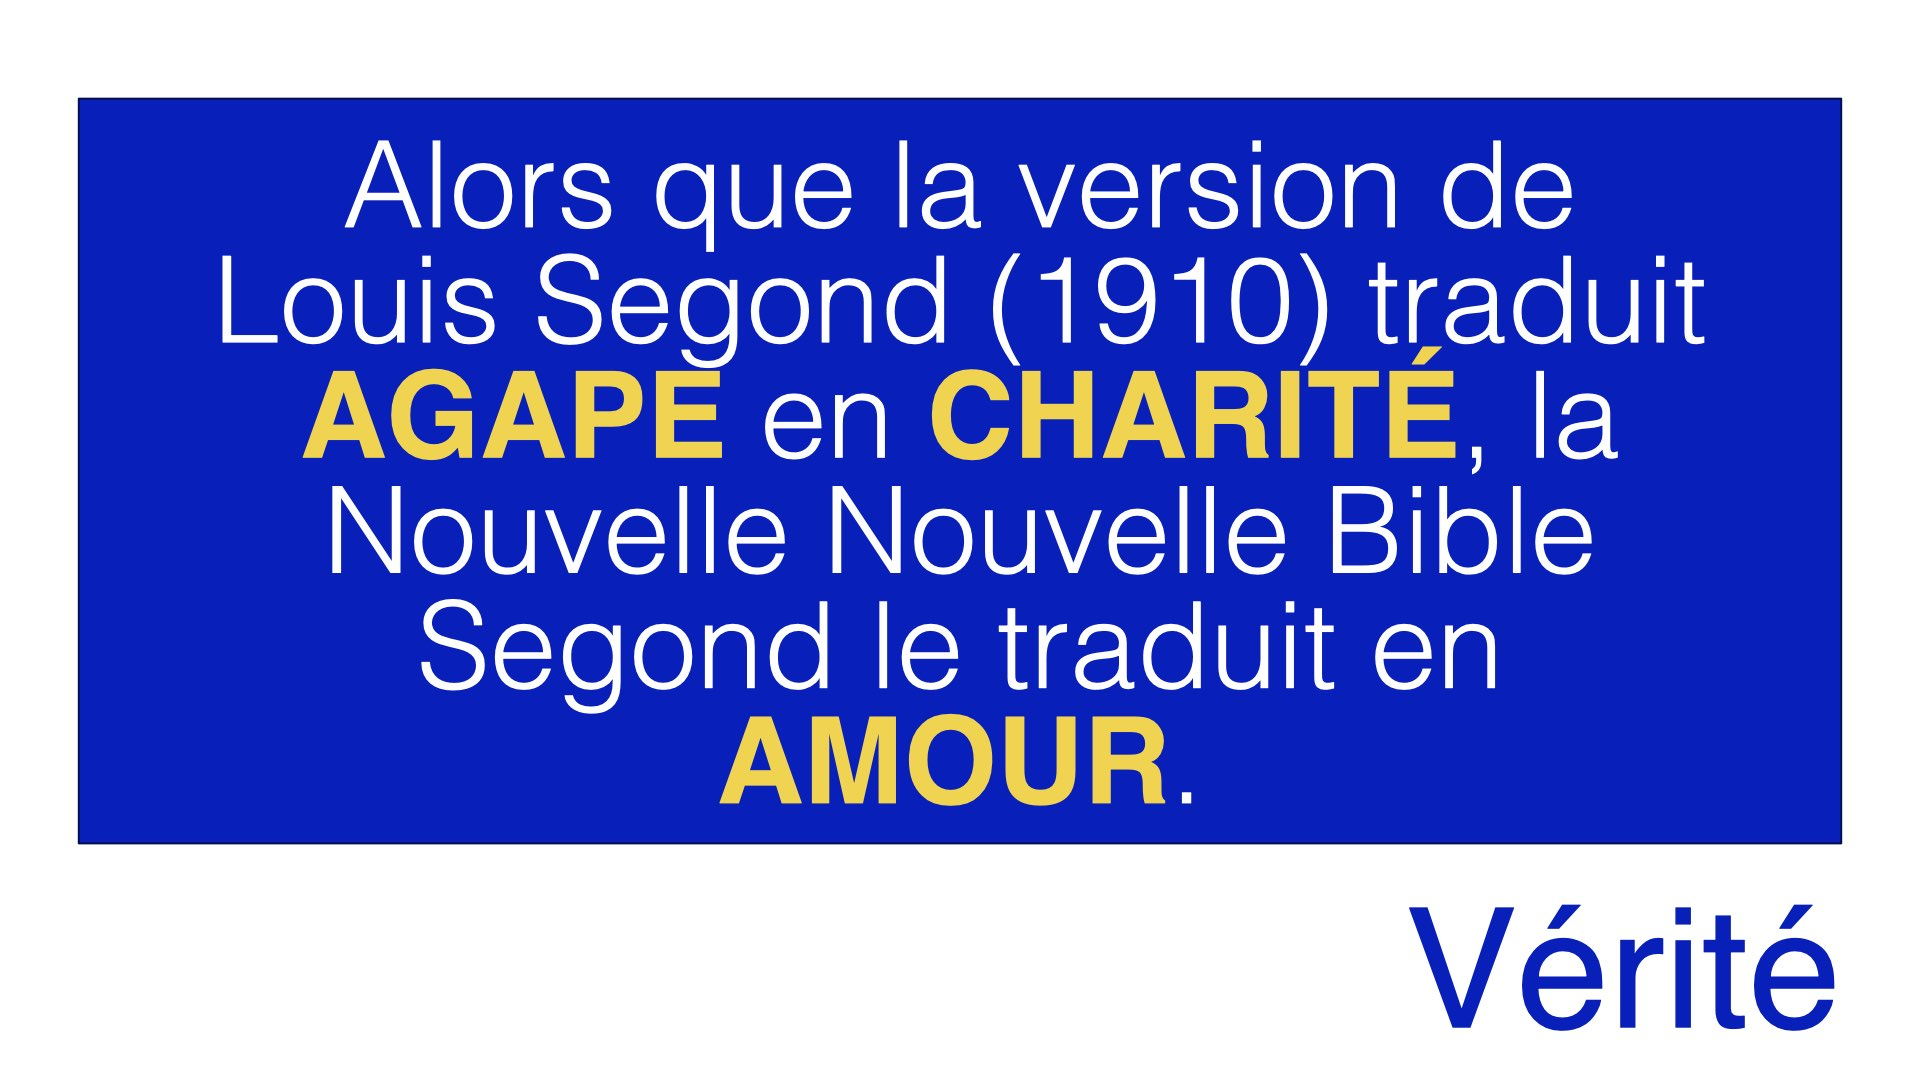 Alors que la version de
Louis Segond (1910) traduit
AGAPE en CHARITÉ, la
Nouvelle Nouvelle Bible
Segond le traduit en
AMOUR.
Vérité